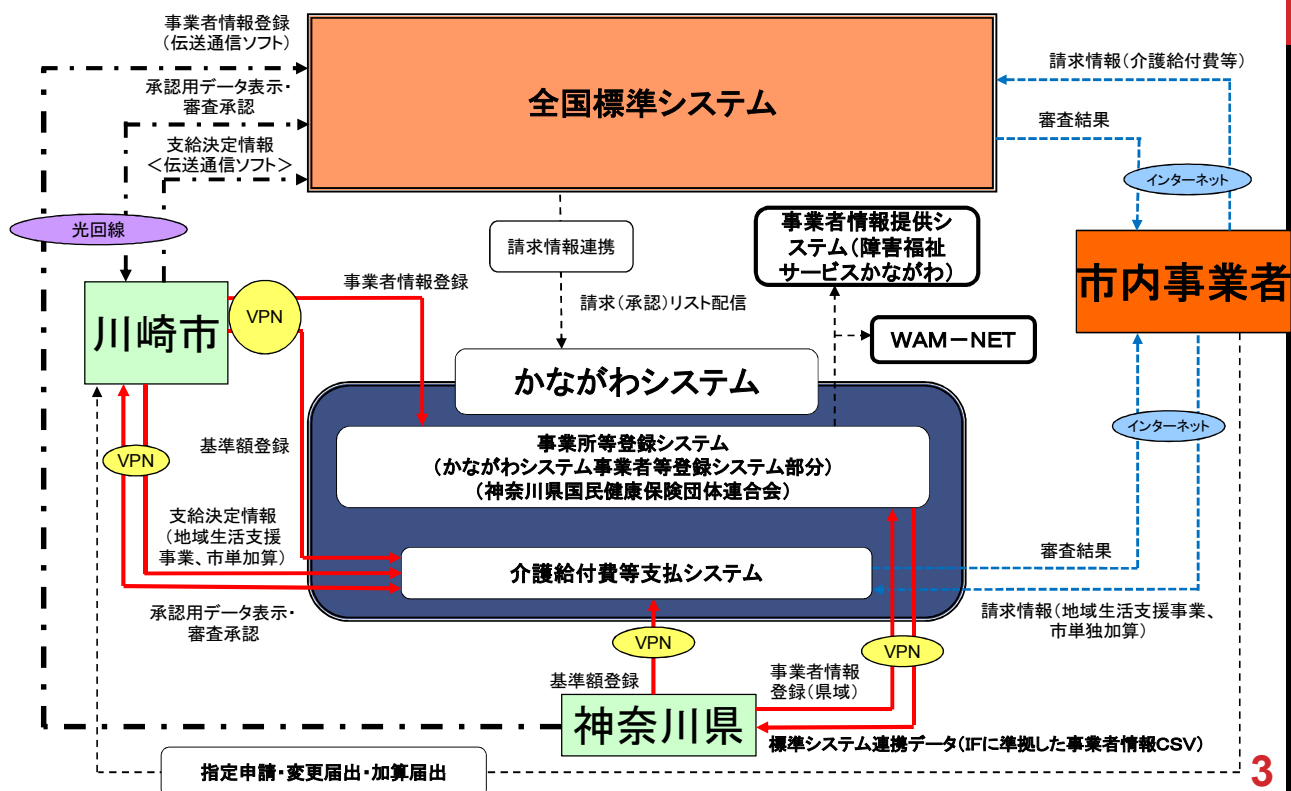 事業者情報登録
（伝送通信ソフト）
承認用データ表示・
審査承認
支給決定情報
＜伝送通信ソフト＞
全国標準システム
請求情報（介護給付費等）
審査結果
インターネット
光回線
請求情報連携
事業者情報提供シ
ステム（障害福祉
サービスかながわ）
市内事業者
川崎市
VPN
事業者情報登録
請求（承認）リスト配信
WAM－NET
かながわシステム
インターネット
VPN
基準額登録
事業所等登録システム
（かながわシステム事業者等登録システム部分）
（神奈川県国民健康保険団体連合会）
支給決定情報
（地域生活支援
事業、市単加算）
介護給付費等支払システム
審査結果
承認用データ表示・
審査承認
請求情報（地域生活支援事業、
市単独加算）
VPN
VPN
基準額登録
事業者情報
登録（県域）
神奈川県
標準システム連携データ（IFに準拠した事業者情報CSV）
指定申請・変更届出・加算届出
3